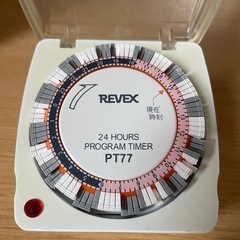 REVEX
現在
時刻
24 HOURS
PROGRAM TIMER
PT77